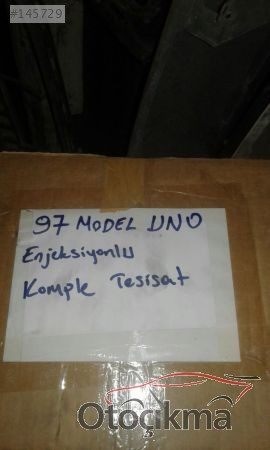 #145729
97 MODEL UNO
Enjeksiyonlu
Komple Tesisat
Otoçıkma